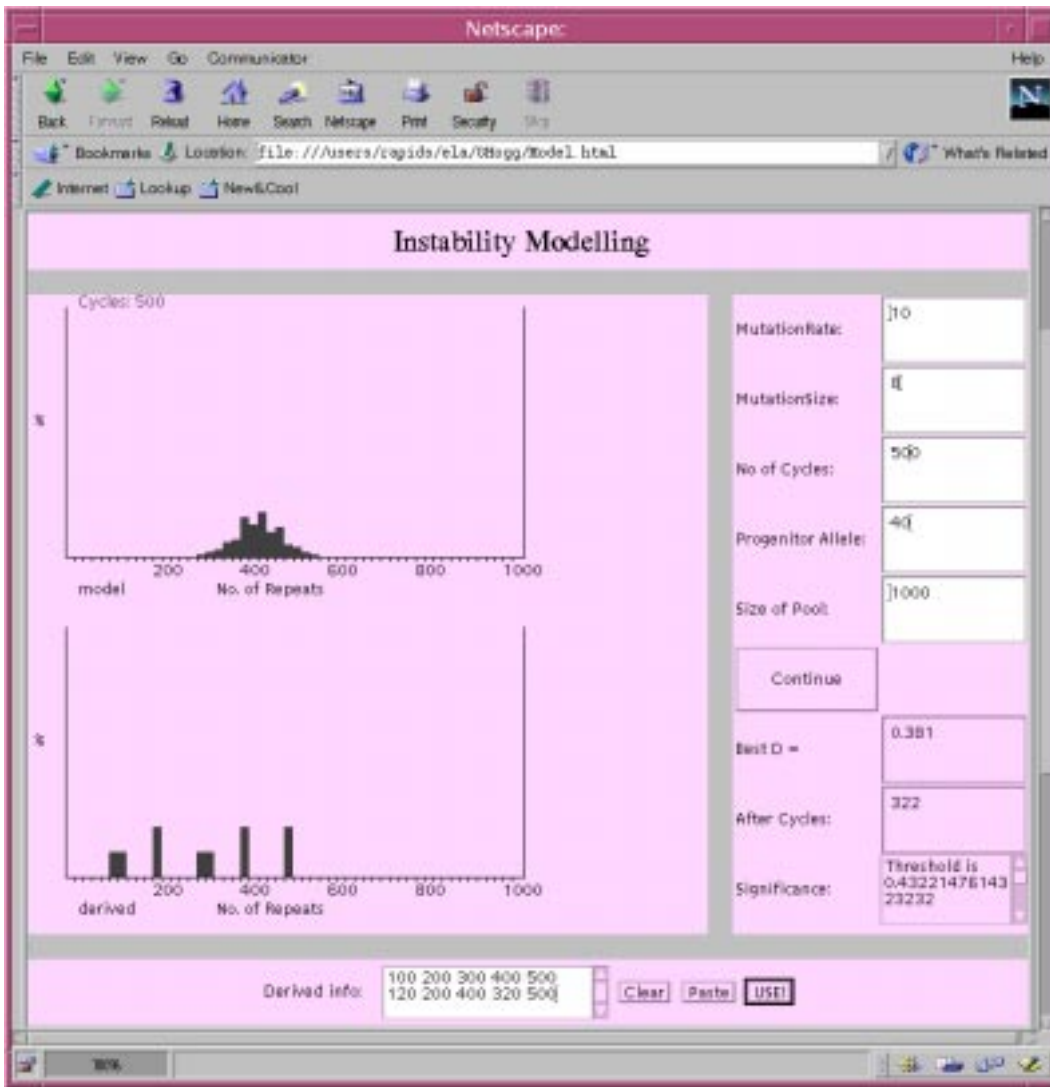 Netscape:
File Edit View Go Communicator Help
Back Forward Reload Home Search Netscape Print Security Stop
Bookmarks Location: file:///users/rapids/ela/UHogg/Model.html What's Related
Internet Lookup New&Cool
Instability Modelling
Cycles: 500
%
200 400 600 800 1000
model No. of Repeats
%
200 400 600 800 1000
derived No. of Repeats
MutationRate: 10
MutationSize: 8
No of Cycles: 500
Progenitor Allele: 40
Size of Pool: 1000
Continue
Best D = 0.381
After Cycles: 322
Significance: Threshold is
0.43221476143
23232
Derived info: 100 200 300 400 500
120 200 400 320 500
Clear Paste USE!